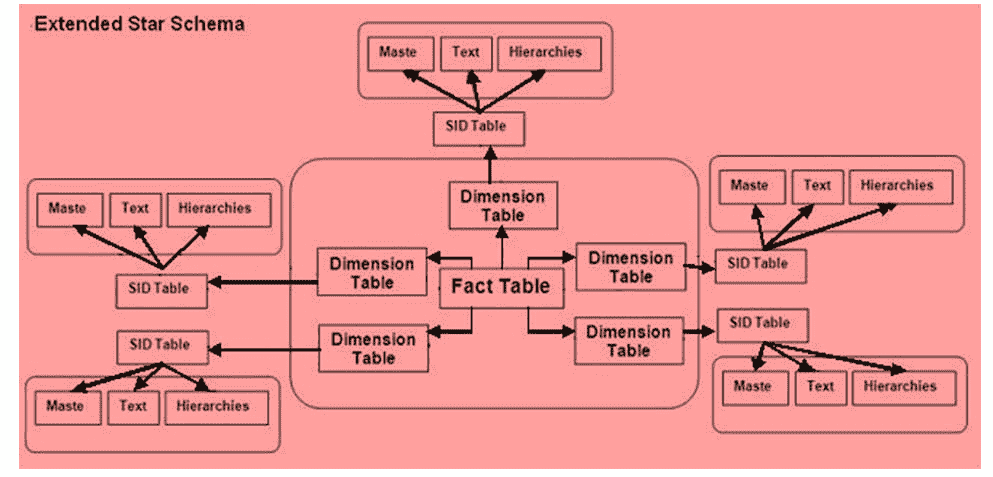 Extended Star Schema
Maste Text Hierarchies
SID Table
Maste Text Hierarchies
SID Table
Dimension
Table
Maste Text Hierarchies
SID Table
Dimension
Table
Dimension
Table
Fact Table
Dimension
Table
Dimension
Table
SID Table
Maste Text Hierarchies
SID Table
Maste Text Hierarchies